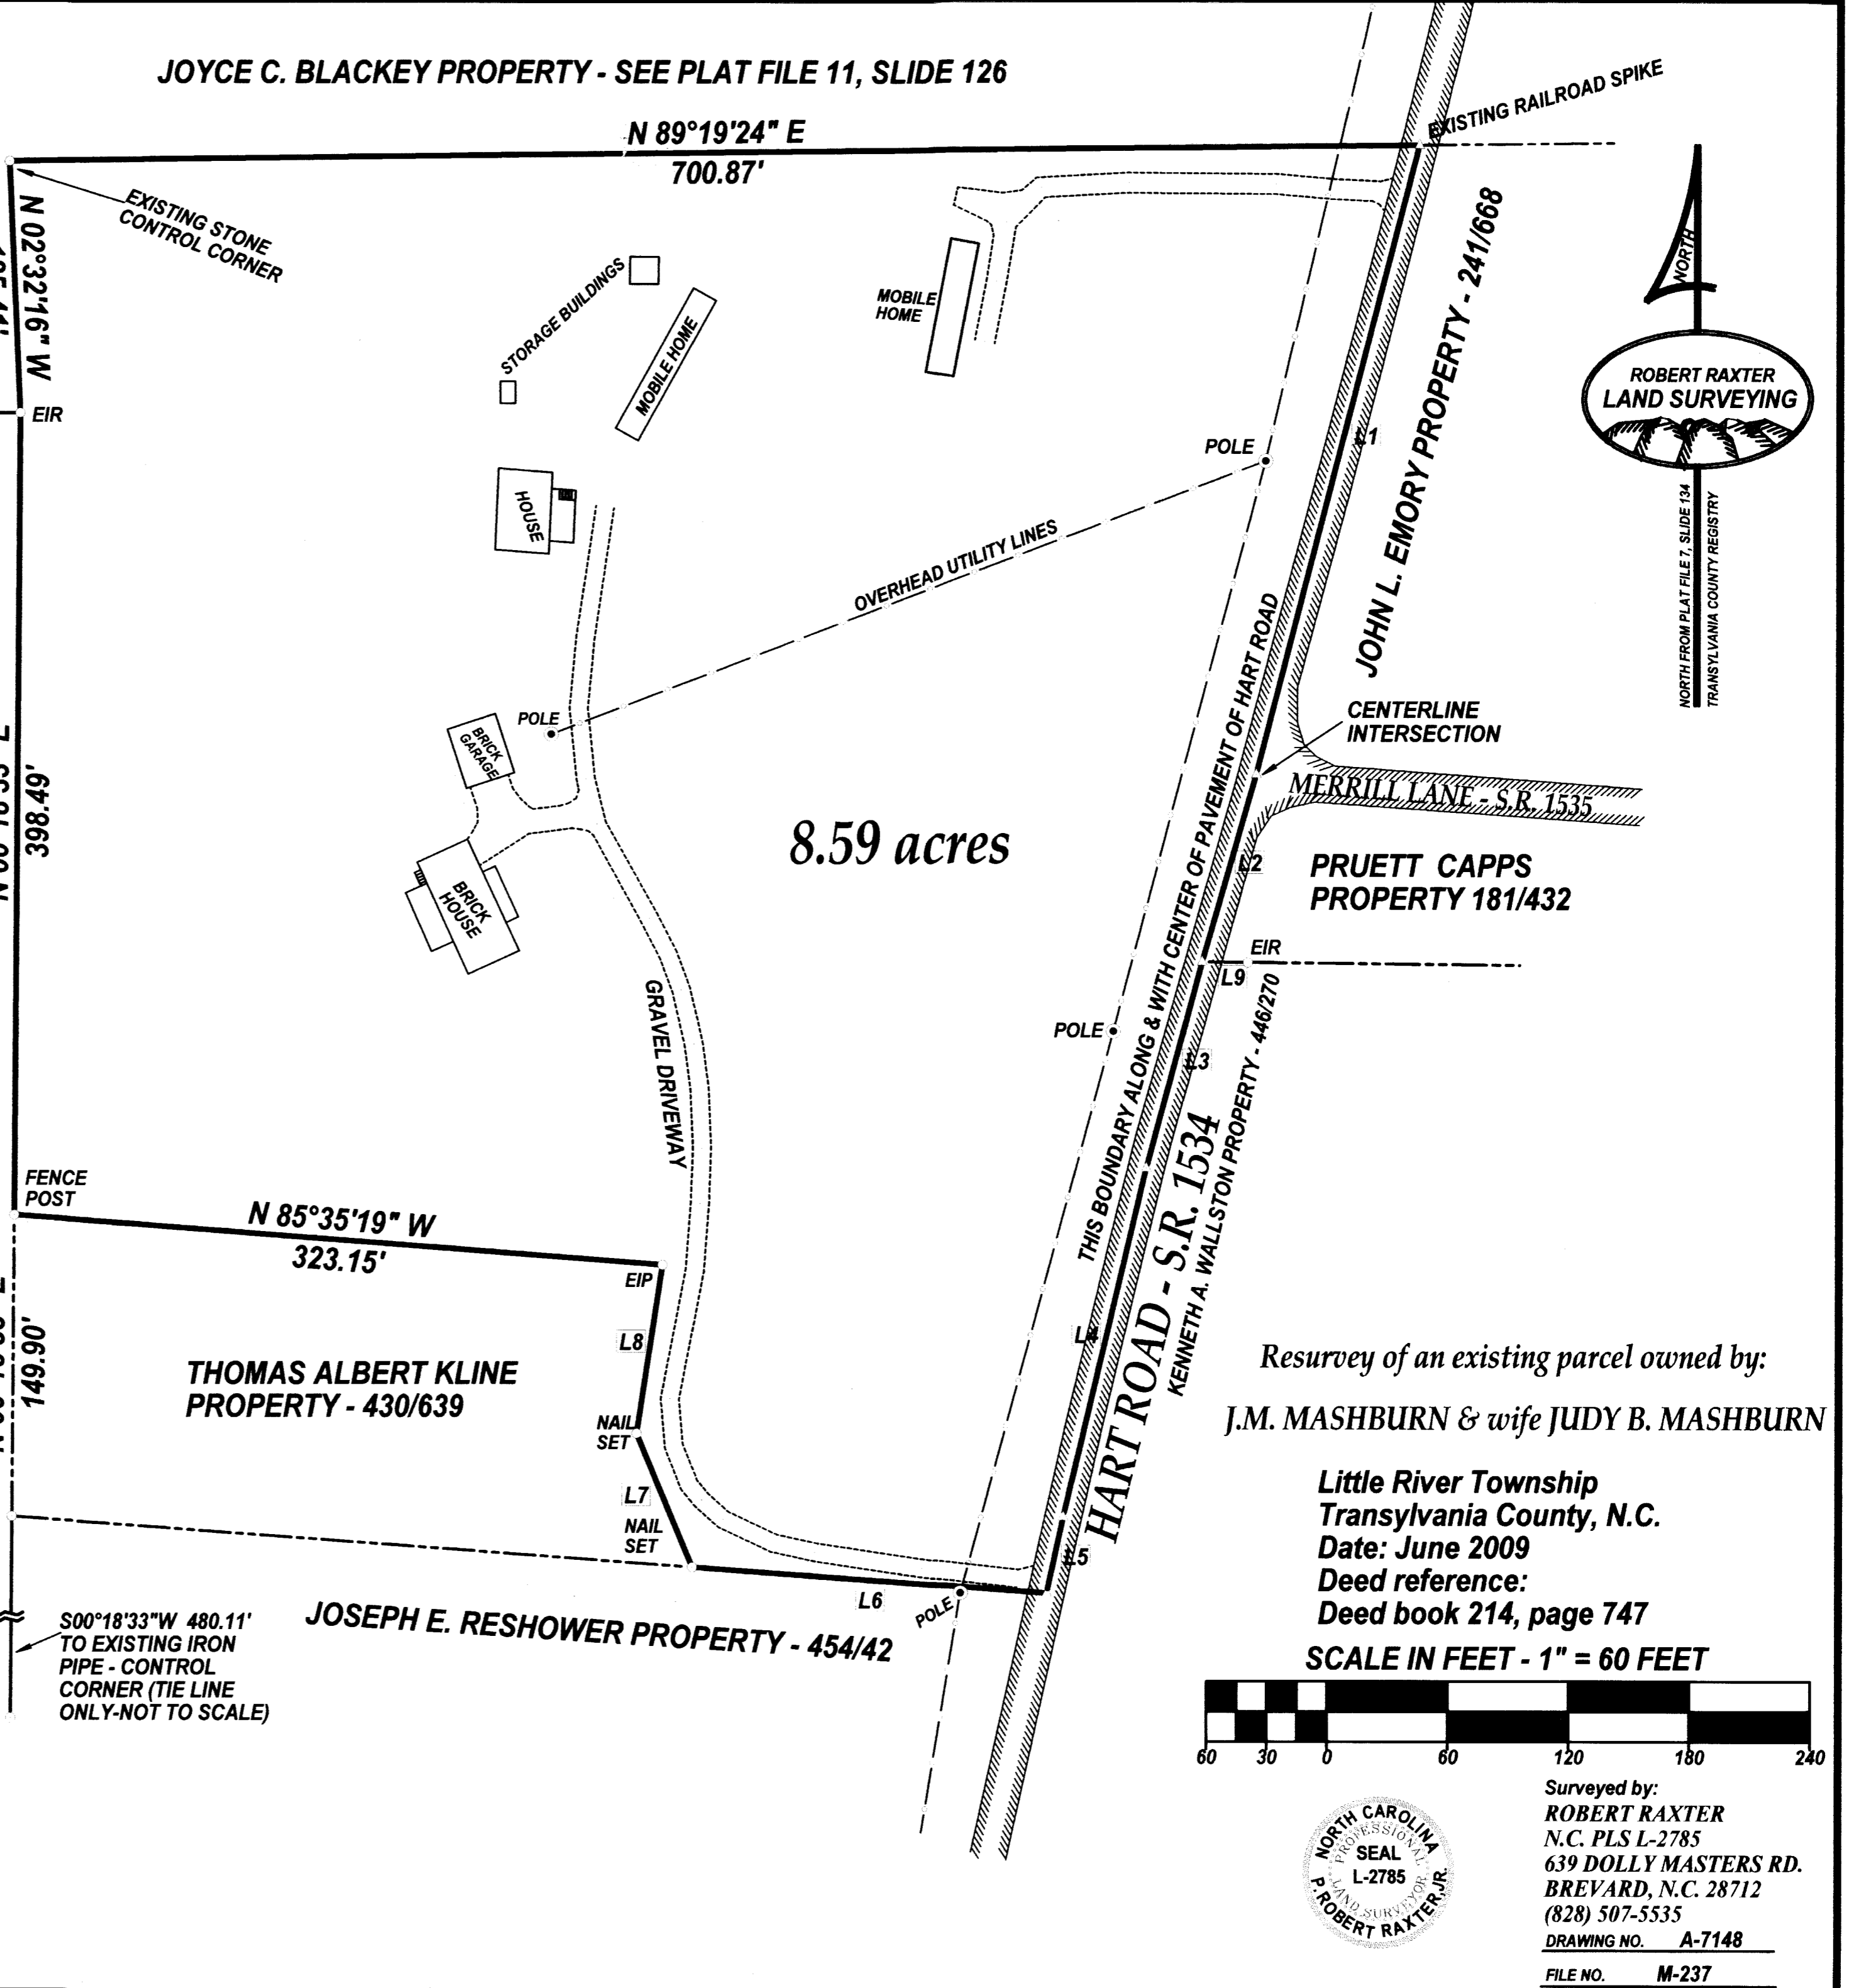 JOYCE C. BLACKEY PROPERTY - SEE PLAT FILE 11, SLIDE 126
EXISTING RAILROAD SPIKE
N 89°19'24" E
700.87'
EXISTING STONE
CONTROL CORNER
N 02°32'16" W
EIR
STORAGE BUILDINGS
MOBILE HOME
MOBILE
HOME
JOHN L. EMORY PROPERTY - 241/668
NORTH
ROBERT RAXTER
LAND SURVEYING
NORTH FROM PLAT FILE 7, SLIDE 134
TRANSYLVANIA COUNTY REGISTRY
L1
POLE
HOUSE
OVERHEAD UTILITY LINES
POLE
BRICK
GARAGE
CENTERLINE
INTERSECTION
MERRILL LANE - S.R. 1535
398.49'
8.59 acres
THIS BOUNDARY ALONG & WITH CENTER OF PAVEMENT OF HART ROAD
L2
PRUETT CAPPS
PROPERTY 181/432
BRICK
HOUSE
EIR
L9
GRAVEL DRIVEWAY
POLE
L3
KENNETH A. WALLSTON PROPERTY - 446/270
HART ROAD - S.R. 1534
FENCE
POST
N 85°35'19" W
323.15'
EIP
L8
L4
149.90'
THOMAS ALBERT KLINE
PROPERTY - 430/639
NAIL
SET
L7
NAIL
SET
L5
L6
POLE
JOSEPH E. RESHOWER PROPERTY - 454/42
S00°18'33"W 480.11'
TO EXISTING IRON
PIPE - CONTROL
CORNER (TIE LINE
ONLY-NOT TO SCALE)
Resurvey of an existing parcel owned by:
J.M. MASHBURN & wife JUDY B. MASHBURN
Little River Township
Transylvania County, N.C.
Date: June 2009
Deed reference:
Deed book 214, page 747
SCALE IN FEET - 1" = 60 FEET
60 30 0 60 120 180 240
NORTH CAROLINA
PROFESSIONAL
SEAL
L-2785
LAND SURVEYOR
P. ROBERT RAXTER, JR.
Surveyed by:
ROBERT RAXTER
N.C. PLS L-2785
639 DOLLY MASTERS RD.
BREVARD, N.C. 28712
(828) 507-5535
DRAWING NO. A-7148
FILE NO. M-237